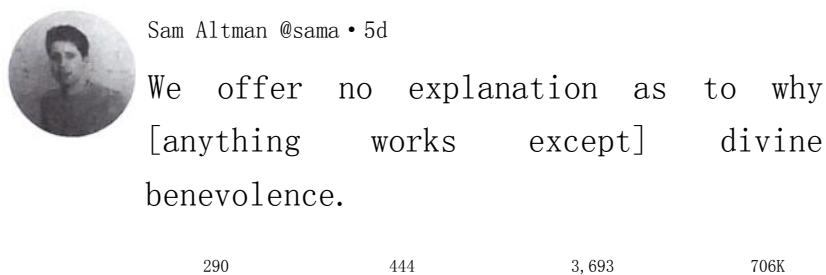 Sam Altman @sama • 5d
We offer no explanation as to why
[anything works except] divine
benevolence.
290 444 3,693 706K